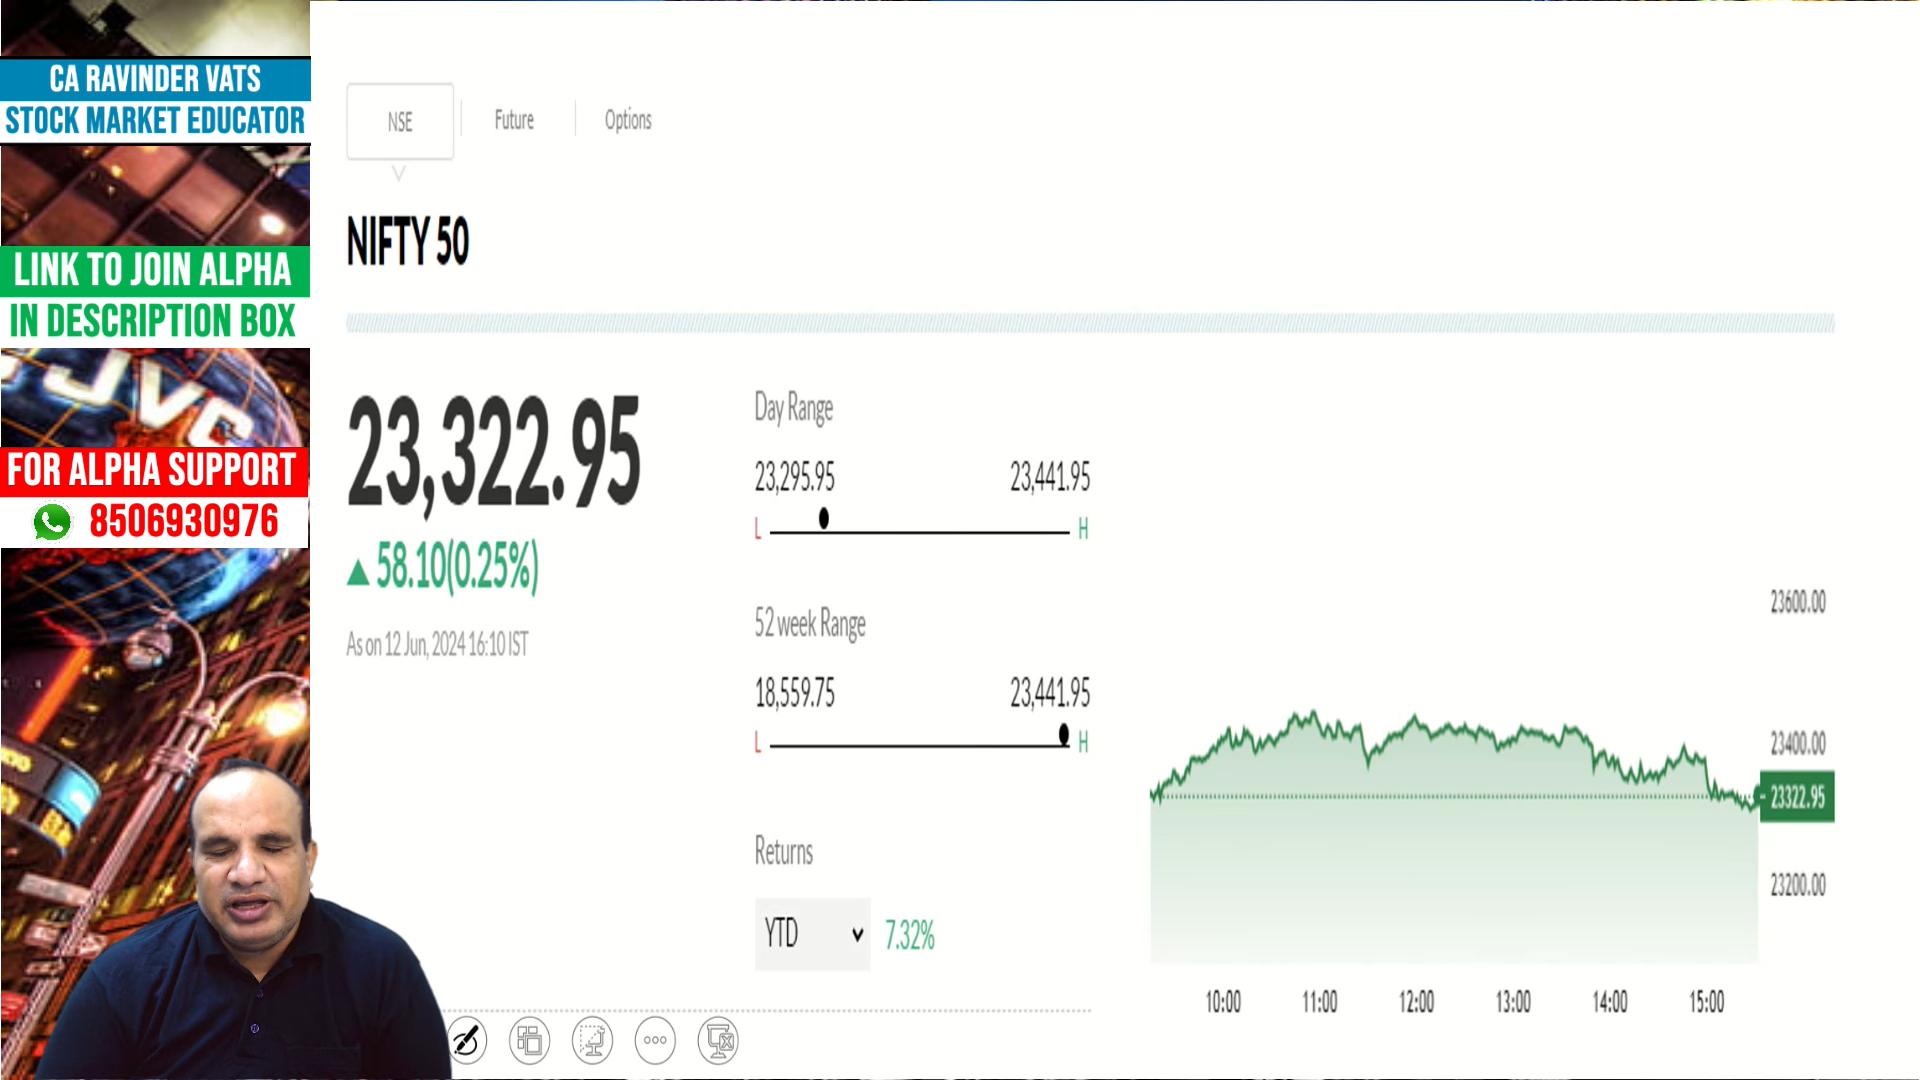 CA RAVINDER VATS
STOCK MARKET EDUCATOR
LINK TO JOIN ALPHA
IN DESCRIPTION BOX
JVC
FOR ALPHA SUPPORT
8506930976
NSE
Future
Options
NIFTY 50
23,322.95
▲ 58.10(0.25%)
As on 12 Jun, 2024 16:10 IST
Day Range
23,295.95 23,441.95
L H
52 week Range
18,559.75 23,441.95
L H
Returns
YTD 7.32%
23600.00
23400.00
23322.95
23200.00
10:00 11:00 12:00 13:00 14:00 15:00